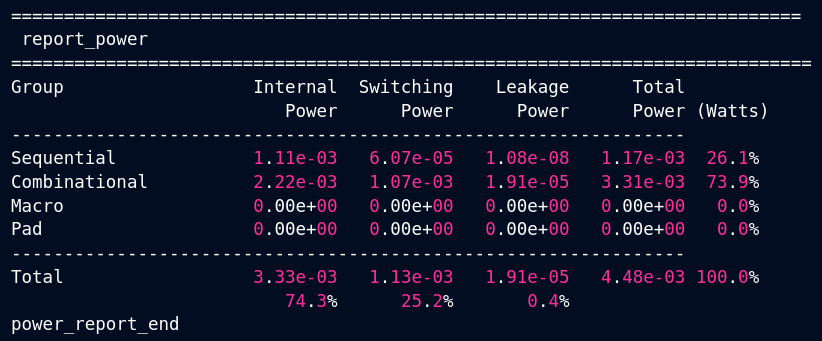 ===========================================================================
 report_power
============================================================================
Group                  Internal  Switching    Leakage      Total
                          Power      Power      Power      Power (Watts)
----------------------------------------------------------------
Sequential             1.11e-03   6.07e-05   1.08e-08   1.17e-03  26.1%
Combinational          2.22e-03   1.07e-03   1.91e-05   3.31e-03  73.9%
Macro                  0.00e+00   0.00e+00   0.00e+00   0.00e+00   0.0%
Pad                    0.00e+00   0.00e+00   0.00e+00   0.00e+00   0.0%
----------------------------------------------------------------
Total                  3.33e-03   1.13e-03   1.91e-05   4.48e-03 100.0%
                          74.3%      25.2%       0.4%
power_report_end